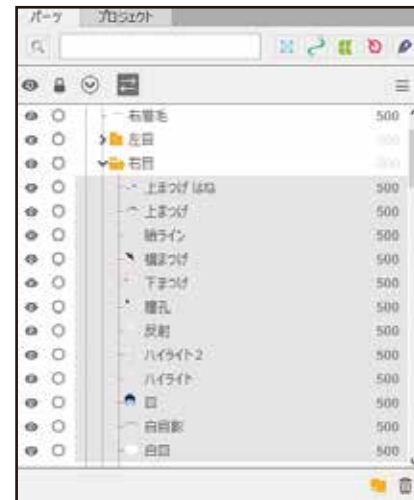 パーツ プロジェクト
右眉毛 500
左目 500
右目 500
上まつげ はね 500
上まつげ 500
瞼ライン 500
横まつげ 500
下まつげ 500
瞳孔 500
反射 500
ハイライト2 500
ハイライト 500
目 500
白目影 500
白目 500